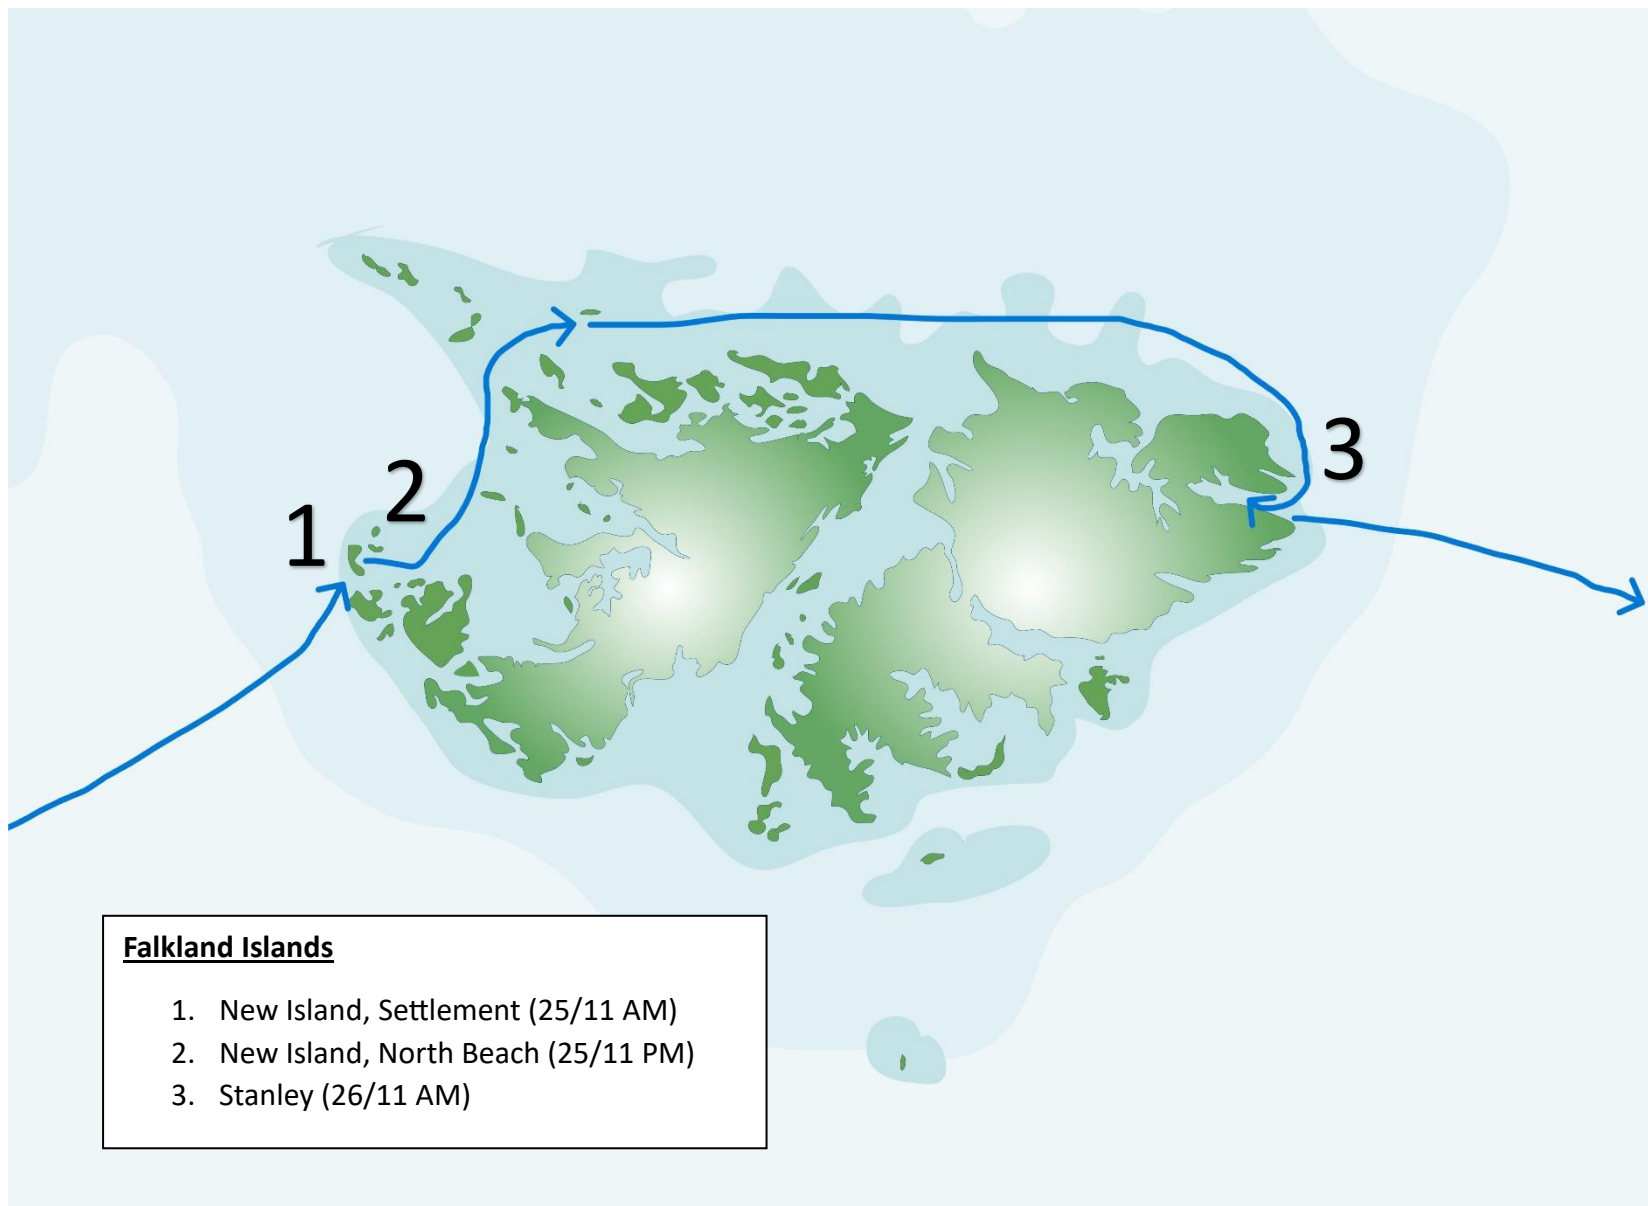 1
2
3
Falkland Islands
1. New Island, Settlement (25/11 AM)
2. New Island, North Beach (25/11 PM)
3. Stanley (26/11 AM)